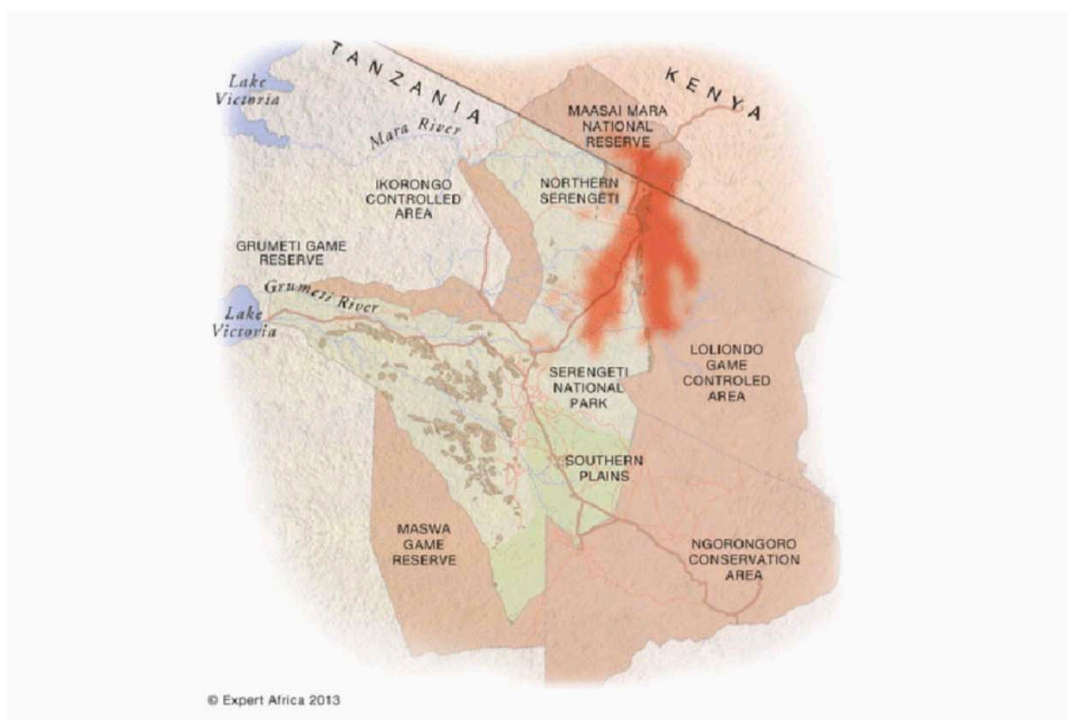 TANZANIA
KENYA
Lake
Victoria
Mara River
MAASAI MARA
NATIONAL
RESERVE
IKORONGO
CONTROLLED
AREA
NORTHERN
SERENGETI
GRUMETI GAME
RESERVE
Grumeti River
Lake
Victoria
LOLIONDO
GAME
CONTROLED
AREA
SERENGETI
NATIONAL
PARK
SOUTHERN
PLAINS
MASWA
GAME
RESERVE
NGORONGORO
CONSERVATION
AREA
© Expert Africa 2013